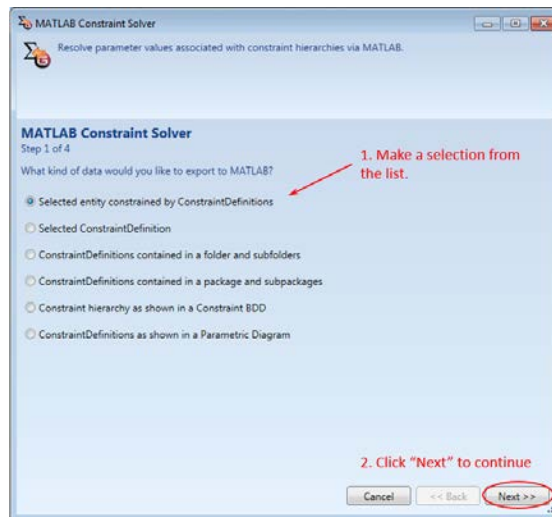 MATLAB Constraint Solver
Resolve parameter values associated with constraint hierarchies via MATLAB.
MATLAB Constraint Solver
Step 1 of 4
What kind of data would you like to export to MATLAB?
1. Make a selection from
the list.
Selected entity constrained by ConstraintDefinitions
Selected ConstraintDefinition
ConstraintDefinitions contained in a folder and subfolders
ConstraintDefinitions contained in a package and subpackages
Constraint hierarchy as shown in a Constraint BDD
ConstraintDefinitions as shown in a Parametric Diagram
2. Click “Next” to continue
Cancel << Back Next >>